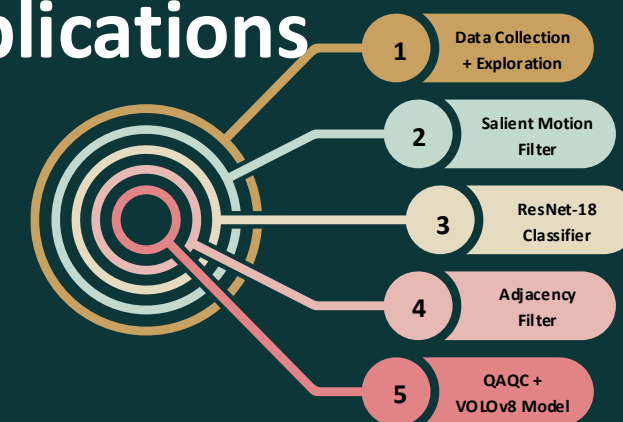 plications
1
Data Collection
+ Exploration
2
Salient Motion
Filter
3
ResNet-18
Classifier
4
Adjacency
Filter
5
QAQC +
VOLOv8 Model